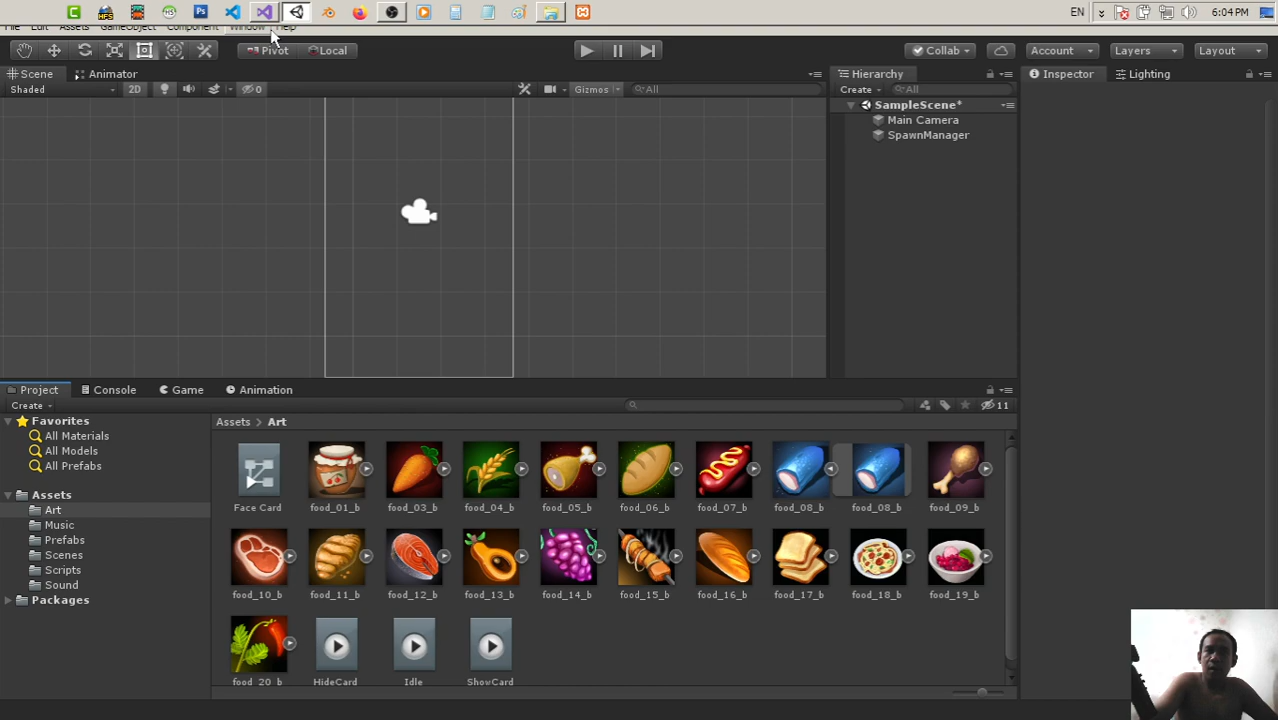 EN 6:04 PM
File Edit Assets GameObject Component Window Help
Pivot Local Collab Account Layers Layout
Scene Animator Hierarchy Inspector Lighting
Shaded 2D 0 Gizmos All Create All
SampleScene*
Main Camera
SpawnManager
Project Console Game Animation
Create 11
Favorites
All Materials
All Models
All Prefabs
Assets
Art
Music
Prefabs
Scenes
Scripts
Sound
Packages
Assets > Art
Face Card food_01_b food_03_b food_04_b food_05_b food_06_b food_07_b food_08_b food_08_b food_09_b
food_10_b food_11_b food_12_b food_13_b food_14_b food_15_b food_16_b food_17_b food_18_b food_19_b
food_20_b HideCard Idle ShowCard